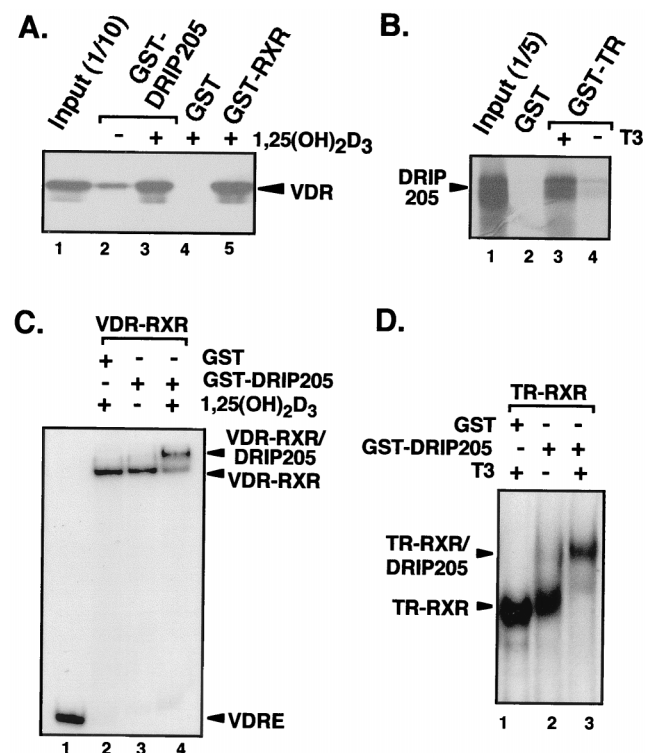 A.
Input (1/10)
GST-
DRIP205
GST
GST-RXR
- + + + 1,25(OH)2D3
VDR
1 2 3 4 5
B.
Input (1/5)
GST
GST-TR
+ - T3
DRIP
205
1 2 3 4
C.
VDR-RXR
+ - - GST
- + + GST-DRIP205
+ - + 1,25(OH)2D3
VDR-RXR/
DRIP205
VDR-RXR
VDRE
1 2 3 4
D.
TR-RXR
GST + - -
GST-DRIP205 - + +
T3 + - +
TR-RXR/
DRIP205
TR-RXR
1 2 3